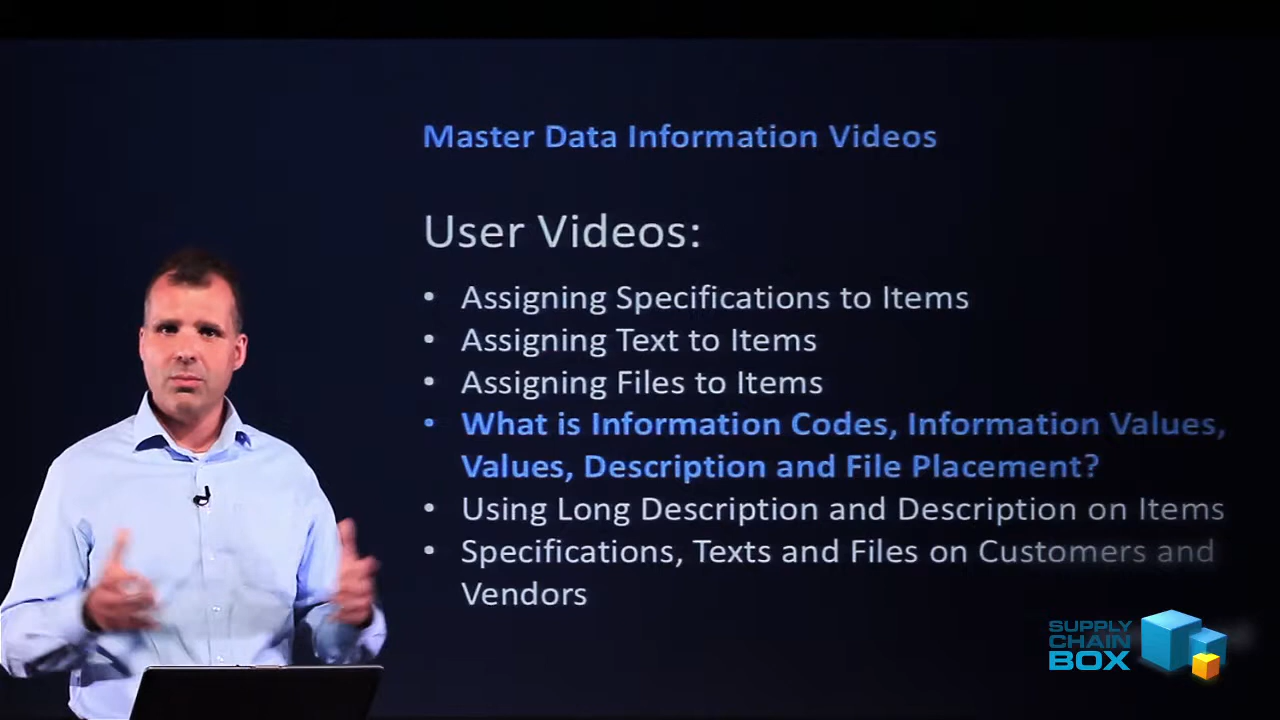 Master Data Information Videos
User Videos:
• Assigning Specifications to Items
• Assigning Text to Items
• Assigning Files to Items
• What is Information Codes, Information Values,
Values, Description and File Placement?
• Using Long Description and Description on Items
• Specifications, Texts and Files on Customers and
Vendors
SUPPLY
CHAIN
BOX